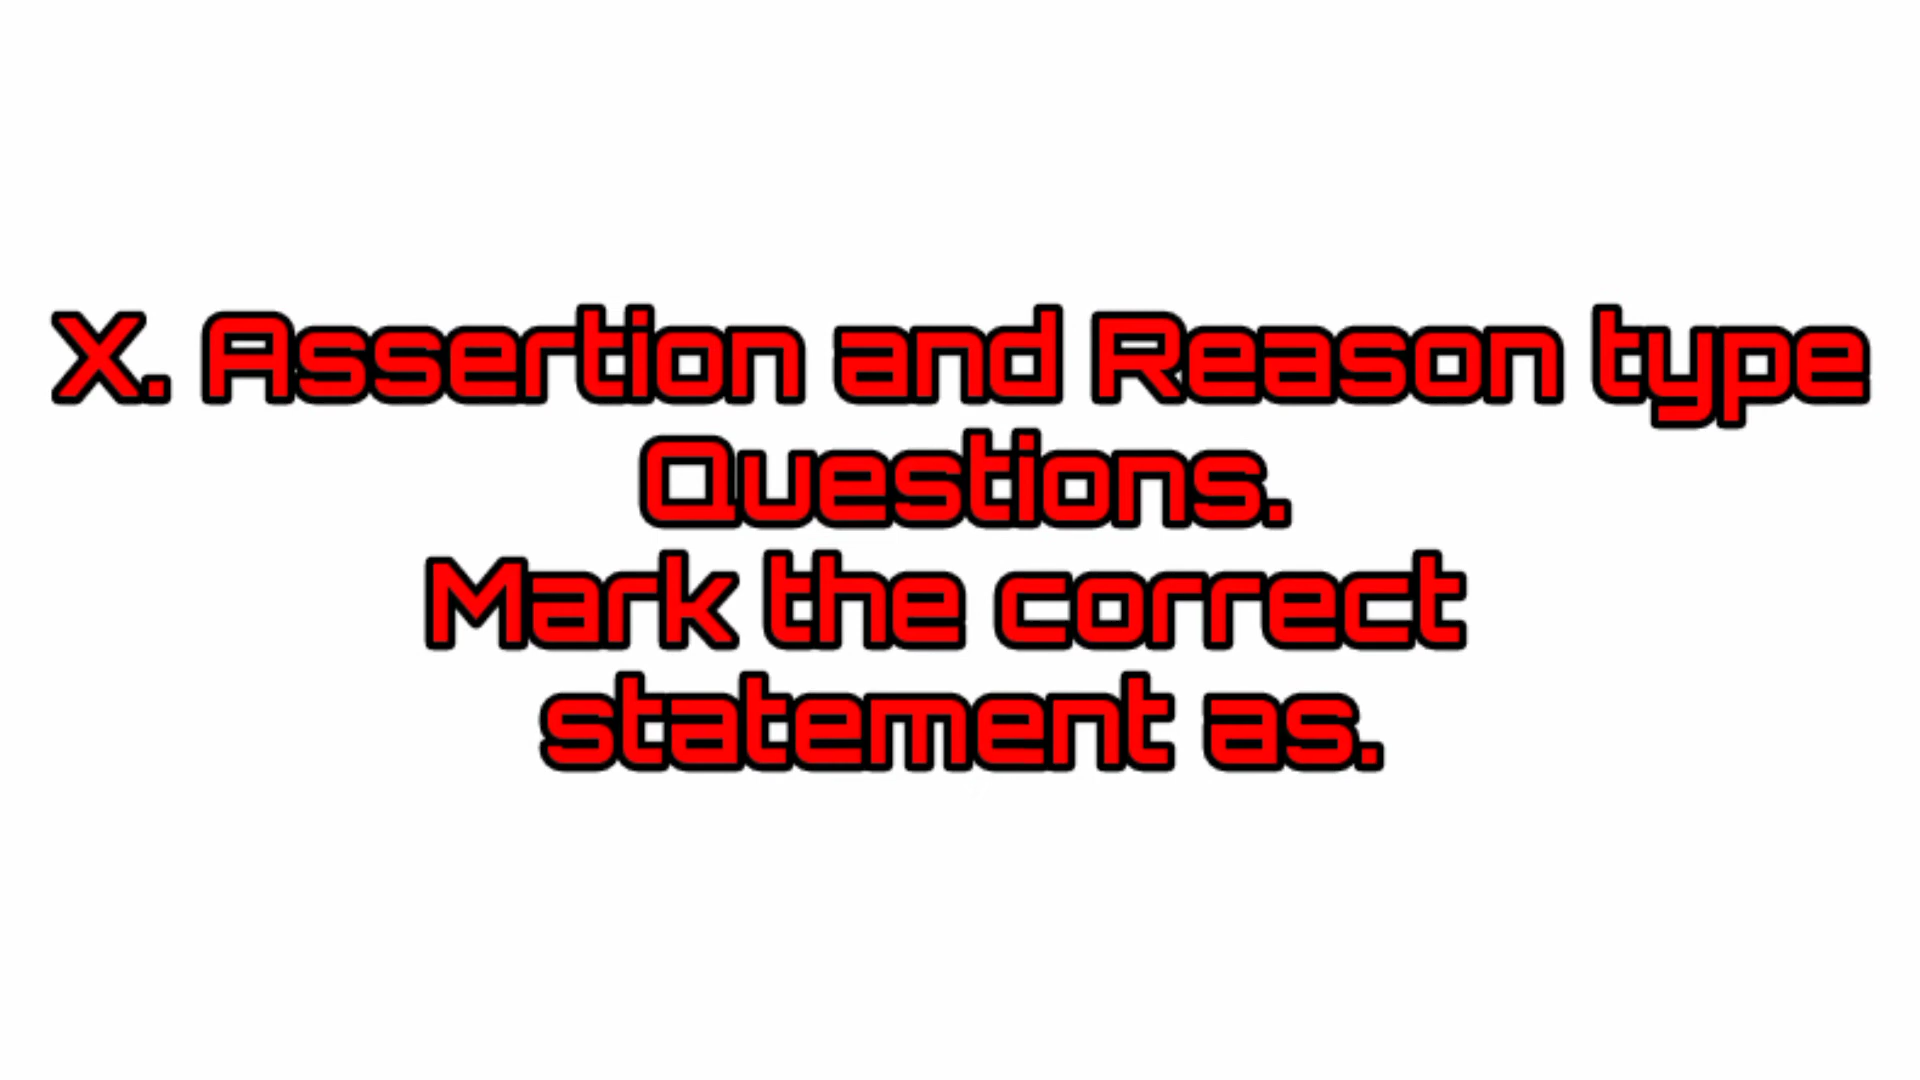 X. Assertion and Reason type
Questions.
Mark the correct
statement as.